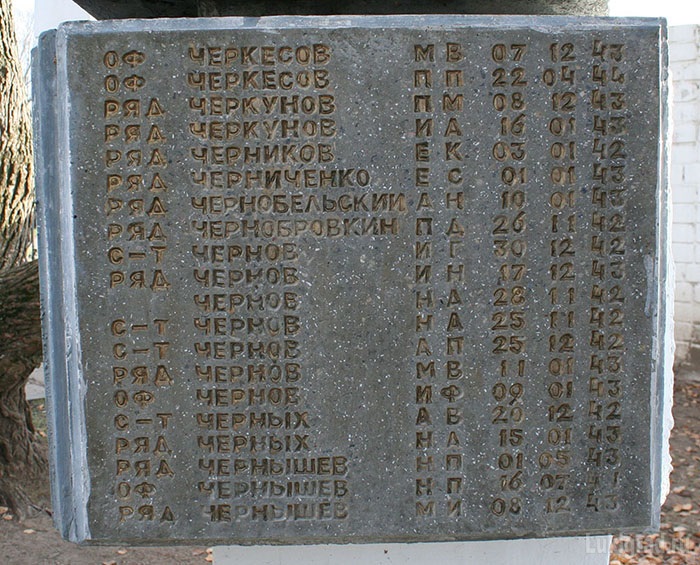 ОФ ЧЕРКЕСОВ М В 07 12 43
ОФ ЧЕРКЕСОВ П П 22 04 44
РЯД ЧЕРКУНОВ П М 08 12 43
РЯД ЧЕРКУНОВ И А 16 01 43
РЯД ЧЕРНИКОВ Е К 03 01 42
РЯД ЧЕРНИЧЕНКО Е С 01 01 43
РЯД ЧЕРНОБЕЛЬСКИЙ А Н 10 01 43
РЯД ЧЕРНОБРОВКИН П Д 26 11 42
С-Т ЧЕРНОВ И Г 30 12 42
РЯД ЧЕРНОВ И Н 17 12 43
ЧЕРНОВ Н А 28 11 42
С-Т ЧЕРНОВ Н А 25 11 42
С-Т ЧЕРНОВ А П 25 12 42
РЯД ЧЕРНОВ М В 11 01 43
ОФ ЧЕРНОВ И Ф 09 01 43
С-Т ЧЕРНЫХ А В 20 12 42
РЯД ЧЕРНЫХ Н А 15 01 43
РЯД ЧЕРНЫШЕВ Н П 01 05 43
ОФ ЧЕРНЫШЕВ Н П 16 07 41
РЯД ЧЕРНЫШЕВ М И 08 12 43